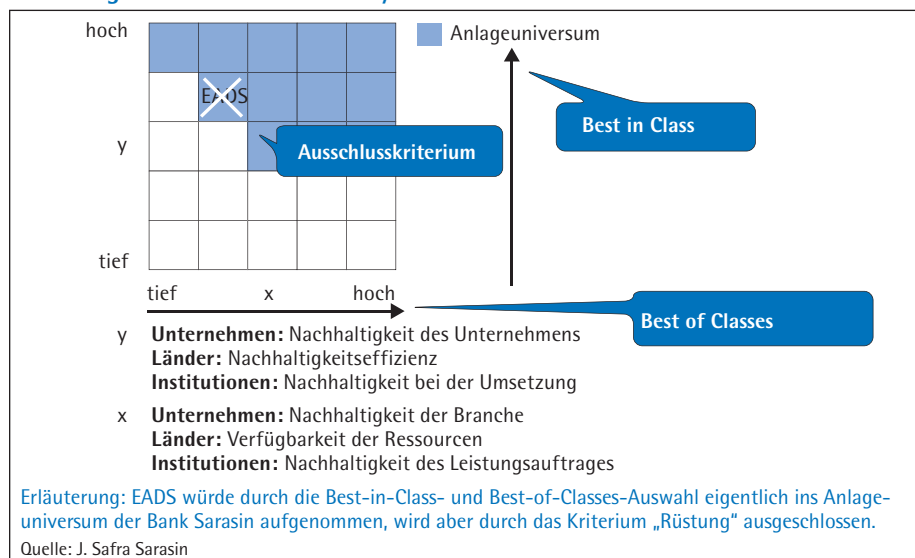 hoch
Anlageuniversum
EADS
Best in Class
y
Ausschlusskriterium
tief
tief x hoch
Best of Classes
y Unternehmen: Nachhaltigkeit des Unternehmens
Länder: Nachhaltigkeitseffizienz
Institutionen: Nachhaltigkeit bei der Umsetzung
x Unternehmen: Nachhaltigkeit der Branche
Länder: Verfügbarkeit der Ressourcen
Institutionen: Nachhaltigkeit des Leistungsauftrages
Erläuterung: EADS würde durch die Best-in-Class- und Best-of-Classes-Auswahl eigentlich ins Anlage-
universum der Bank Sarasin aufgenommen, wird aber durch das Kriterium „Rüstung“ ausgeschlossen.
Quelle: J. Safra Sarasin